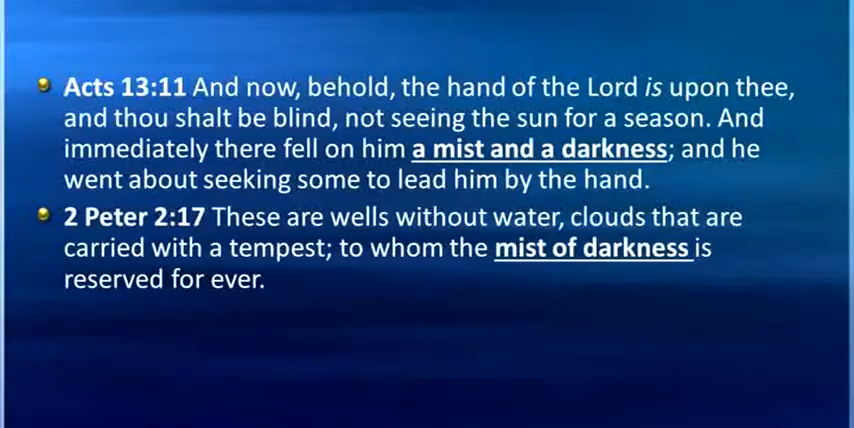 Acts 13:11 And now, behold, the hand of the Lord is upon thee,
and thou shalt be blind, not seeing the sun for a season. And
immediately there fell on him a mist and a darkness; and he
went about seeking some to lead him by the hand.
2 Peter 2:17 These are wells without water, clouds that are
carried with a tempest; to whom the mist of darkness is
reserved for ever.